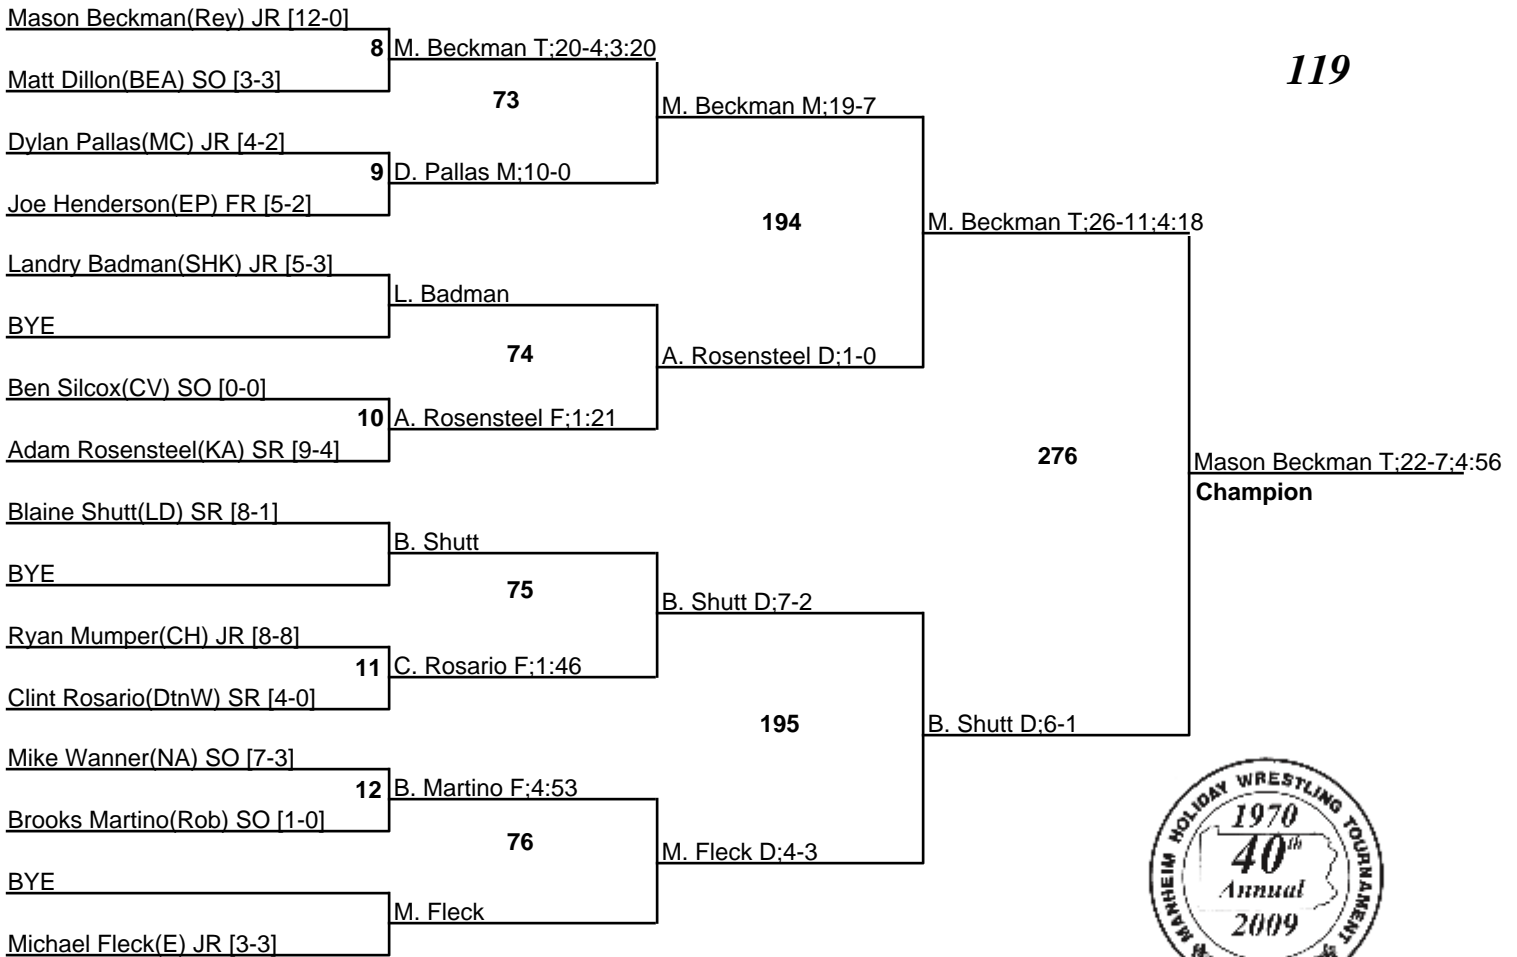 Mason Beckman(Rey) JR [12-0]
8
M. Beckman T;20-4;3:20
Matt Dillon(BEA) SO [3-3]
73
119
M. Beckman M;19-7
Dylan Pallas(MC) JR [4-2]
9
D. Pallas M;10-0
Joe Henderson(EP) FR [5-2]
194
M. Beckman T;26-11;4:18
Landry Badman(SHK) JR [5-3]
L. Badman
BYE
74
A. Rosensteel D;1-0
Ben Silcox(CV) SO [0-0]
10
A. Rosensteel F;1:21
Adam Rosensteel(KA) SR [9-4]
276
Mason Beckman T;22-7;4:56
Champion
Blaine Shutt(LD) SR [8-1]
B. Shutt
BYE
75
B. Shutt D;7-2
Ryan Mumper(CH) JR [8-8]
11
C. Rosario F;1:46
Clint Rosario(DtnW) SR [4-0]
195
B. Shutt D;6-1
Mike Wanner(NA) SO [7-3]
12
B. Martino F;4:53
Brooks Martino(Rob) SO [1-0]
76
M. Fleck D;4-3
BYE
M. Fleck
Michael Fleck(E) JR [3-3]
MANHEIM HOLIDAY WRESTLING TOURNAMENT
1970
40th
Annual
2009